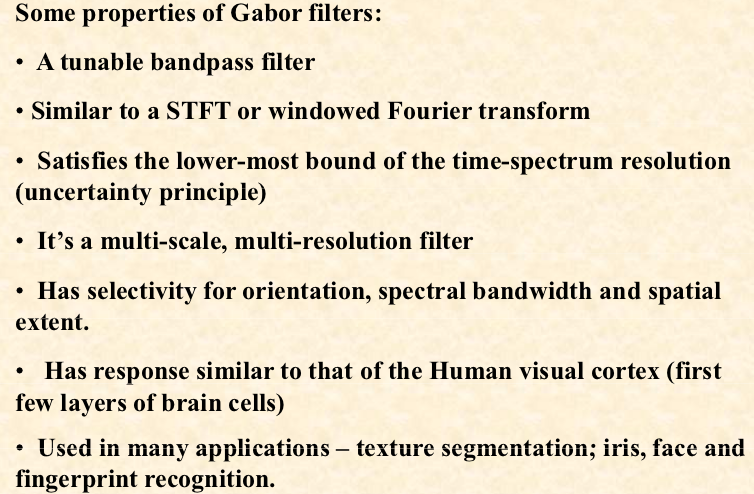 Some properties of Gabor filters:
• A tunable bandpass filter
• Similar to a STFT or windowed Fourier transform
• Satisfies the lower-most bound of the time-spectrum resolution
(uncertainty principle)
• It’s a multi-scale, multi-resolution filter
• Has selectivity for orientation, spectral bandwidth and spatial
extent.
• Has response similar to that of the Human visual cortex (first
few layers of brain cells)
• Used in many applications – texture segmentation; iris, face and
fingerprint recognition.